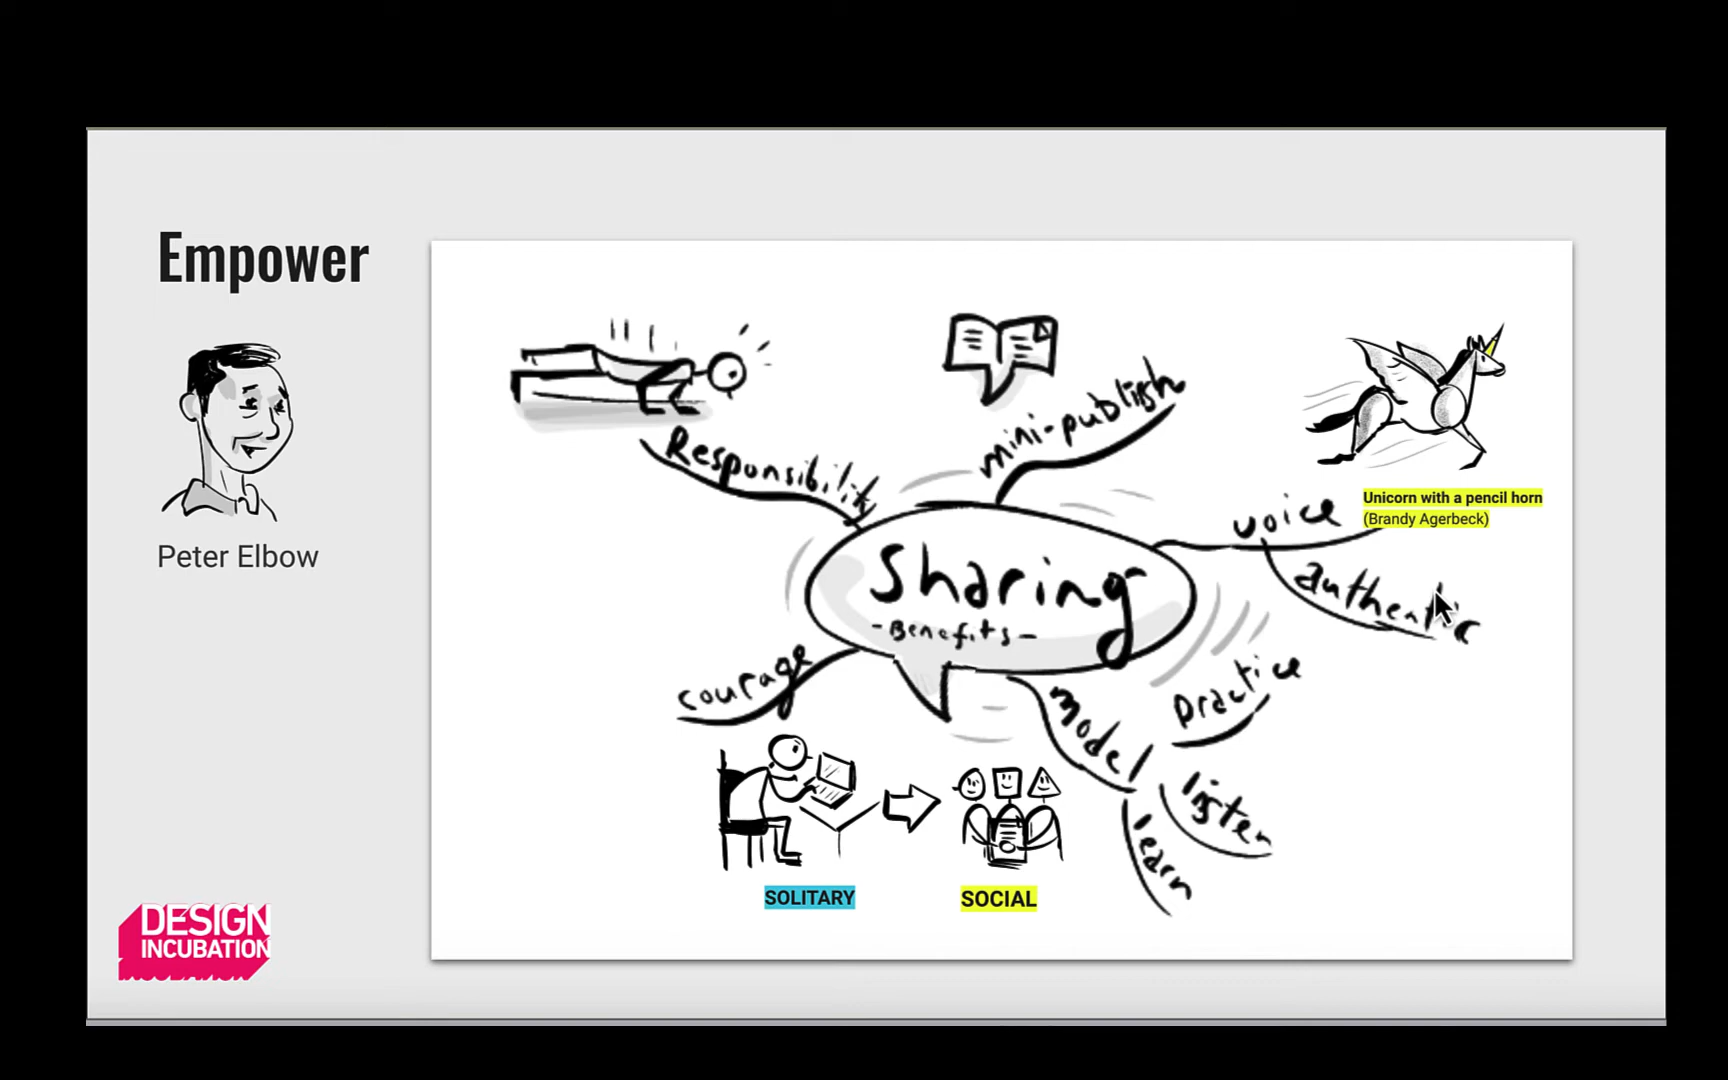 Empower
Peter Elbow
DESIGN
INCUBATION
Responsibility
mini-publish
Unicorn with a pencil horn
(Brandy Agerbeck)
voice
authentic
Sharing
-Benefits-
courage
Practice
model
listen
learn
SOLITARY
SOCIAL